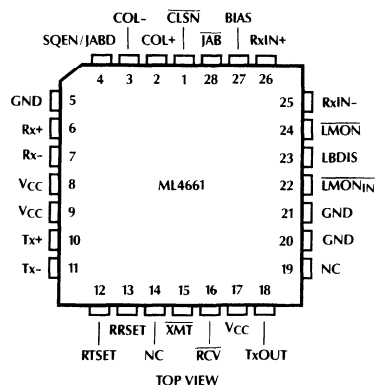 COL– CLSN BIAS
SQEN/JABD COL+ JAB RxIN+
4 3 2 1 28 27 26
GND 5 25 RxIN–
Rx+ 6 24 LMON
Rx– 7 23 LBDIS
VCC 8 ML4661 22 LMONIN
VCC 9 21 GND
Tx+ 10 20 GND
Tx– 11 19 NC
12 13 14 15 16 17 18
RRSET XMT VCC
RTSET NC RCV TxOUT
TOP VIEW